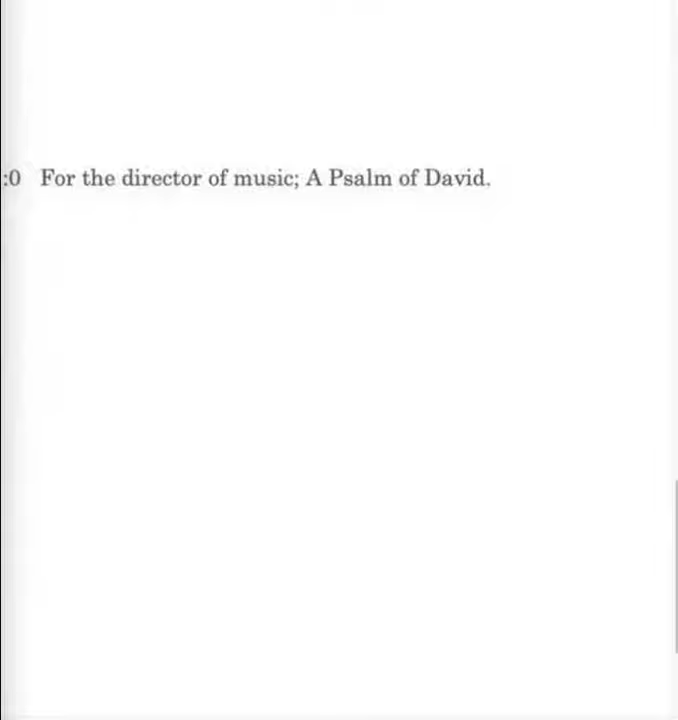 :0 For the director of music; A Psalm of David.